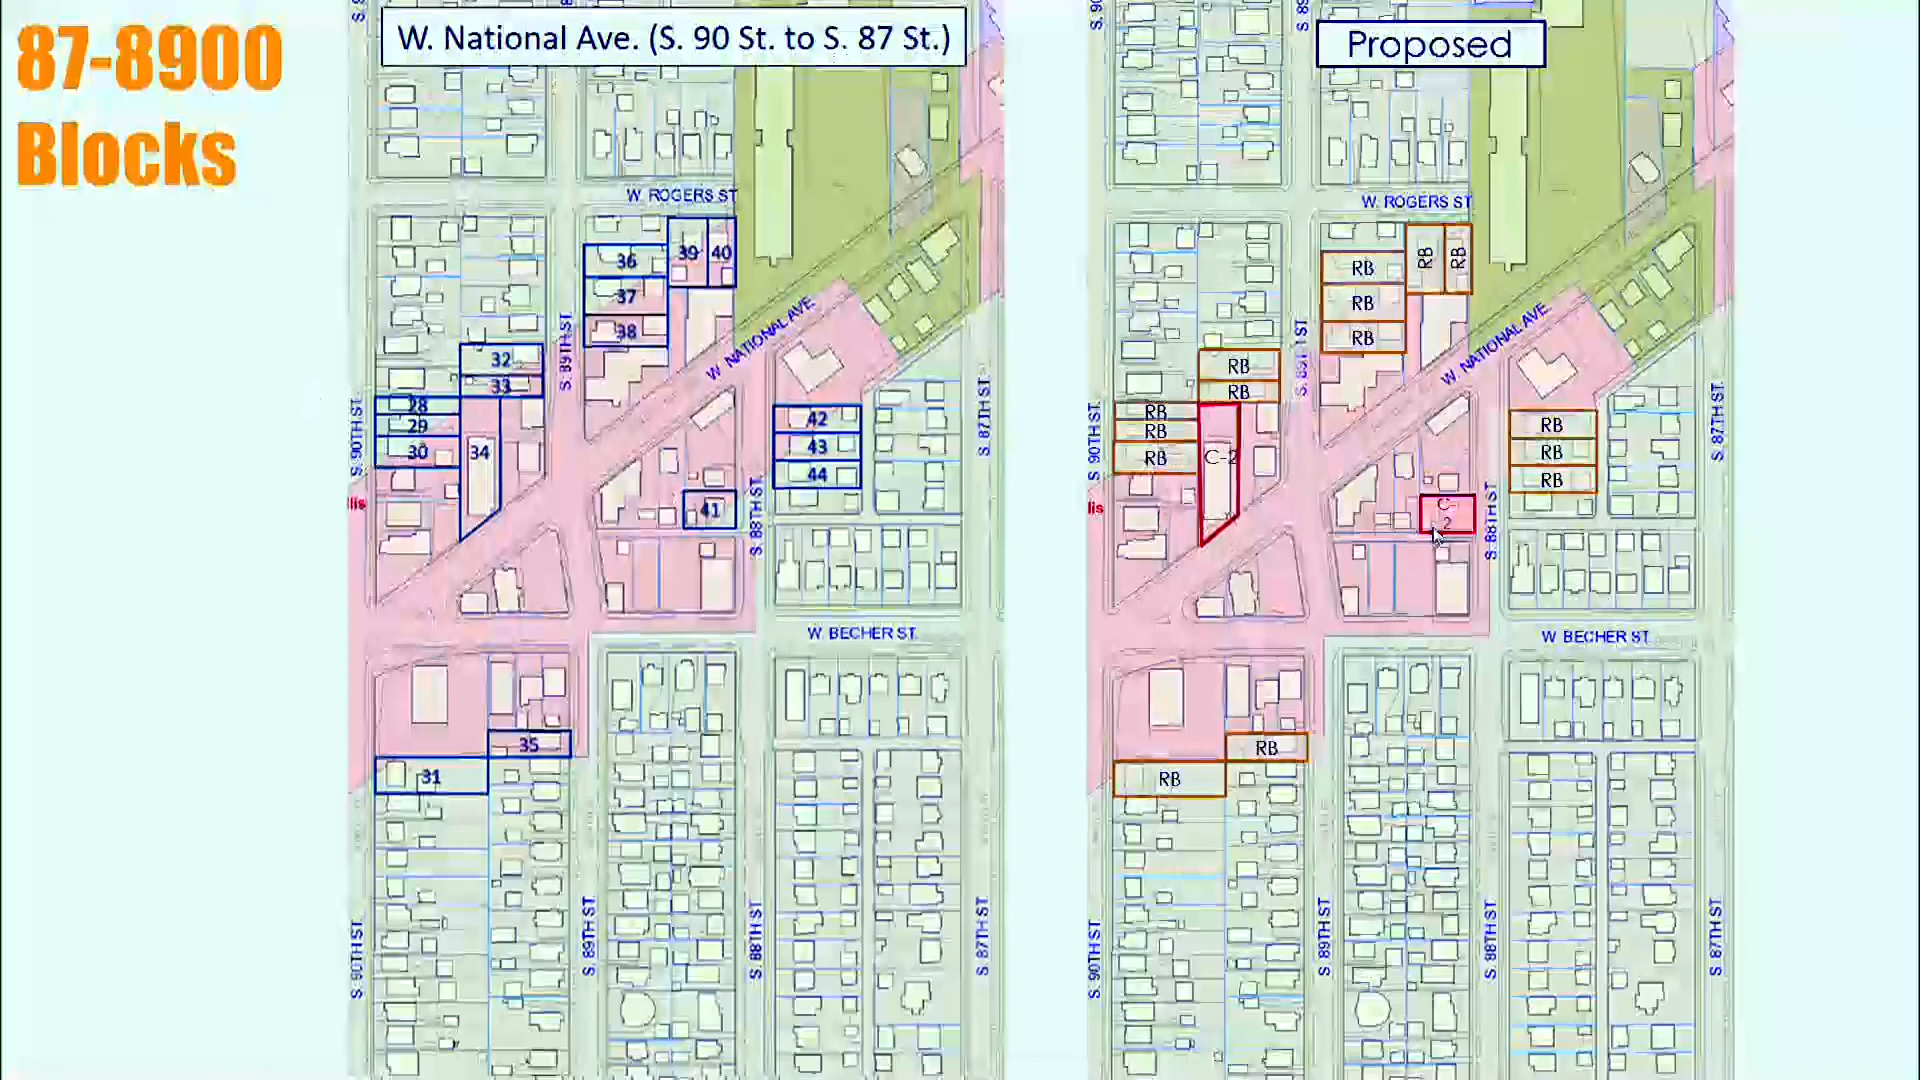 87-8900
Blocks
W. National Ave. (S. 90 St. to S. 87 St.)
W. ROGERS ST
36
37
38
39
40
32
33
28
29
30
34
S. 89TH ST.
S. 90TH ST.
lis
W. NATIONAL AVE.
42
43
44
41
S. 88TH ST.
S. 87TH ST.
W. BECHER ST.
35
31
S. 90TH ST.
S. 89TH ST.
S. 88TH ST.
S. 87TH ST.
Proposed
S. 90
W. ROGERS ST
RB
RB
RB
RB
RB
RB
RB
RB
RB
RB
C-2
S. 90TH ST.
lis
W. NATIONAL AVE.
RB
RB
RB
C-
2
S. 88TH ST.
S. 87TH ST.
W. BECHER ST.
RB
RB
S. 90TH ST.
S. 89TH ST.
S. 88TH ST.
S. 87TH ST.